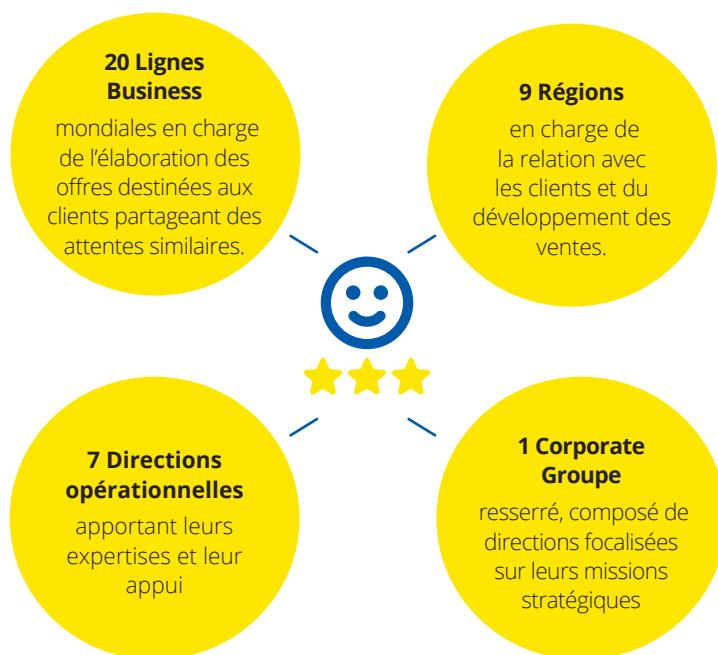 20 Lignes
Business
mondiales en charge
de l’élaboration des
offres destinées aux
clients partageant des
attentes similaires.
9 Régions
en charge de
la relation avec
les clients et du
développement des
ventes.
7 Directions
opérationnelles
apportant leurs
expertises et leur
appui
1 Corporate
Groupe
resserré, composé de
directions focalisées
sur leurs missions
stratégiques